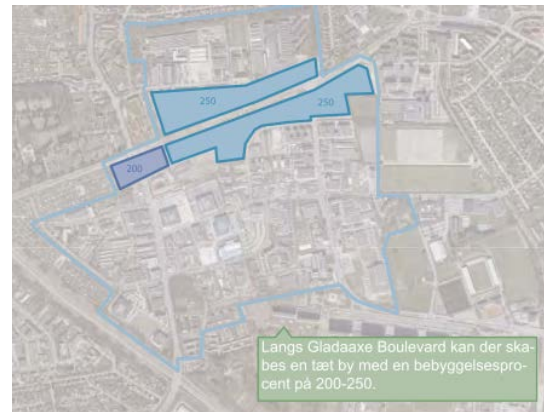 250
250
200
Langs Gladaaxe Boulevard kan der ska-
bes en tæt by med en bebyggelsespro-
cent på 200-250.